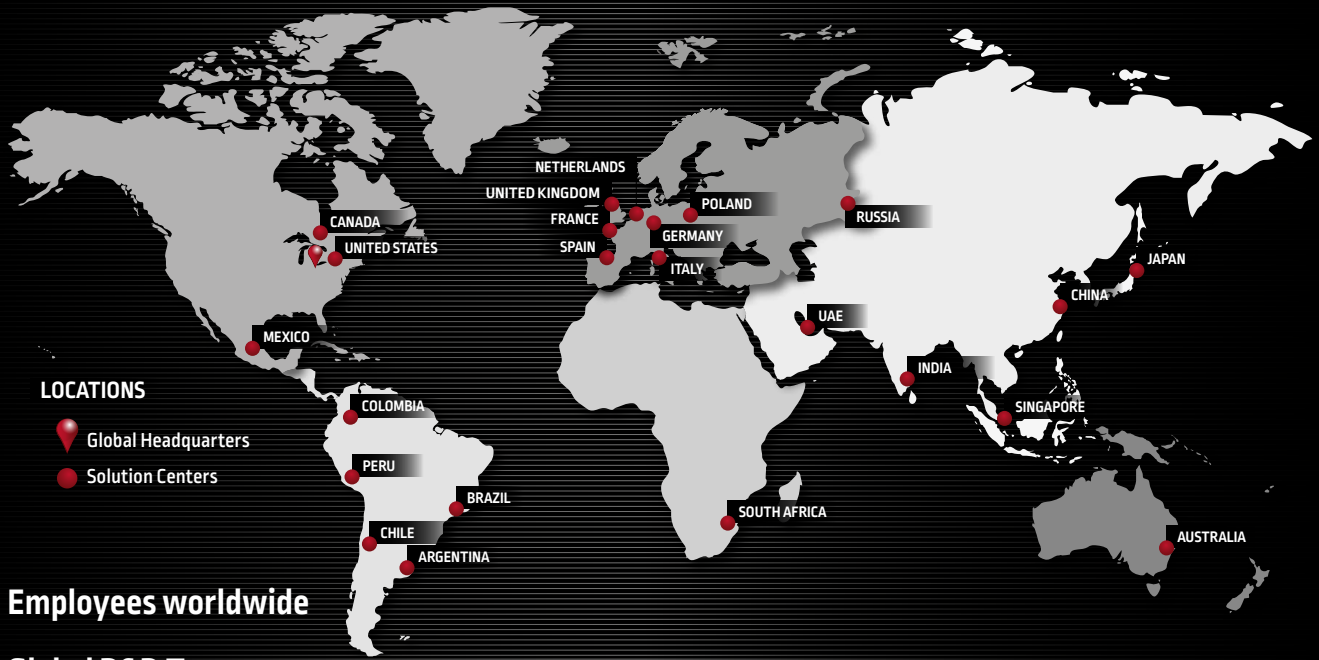 NETHERLANDS
UNITED KINGDOM
POLAND
CANADA
FRANCE
RUSSIA
GERMANY
UNITED STATES
SPAIN
ITALY
JAPAN
CHINA
UAE
MEXICO
INDIA
LOCATIONS
COLOMBIA
SINGAPORE
Global Headquarters
PERU
Solution Centers
BRAZIL
SOUTH AFRICA
CHILE
AUSTRALIA
ARGENTINA
Employees worldwide